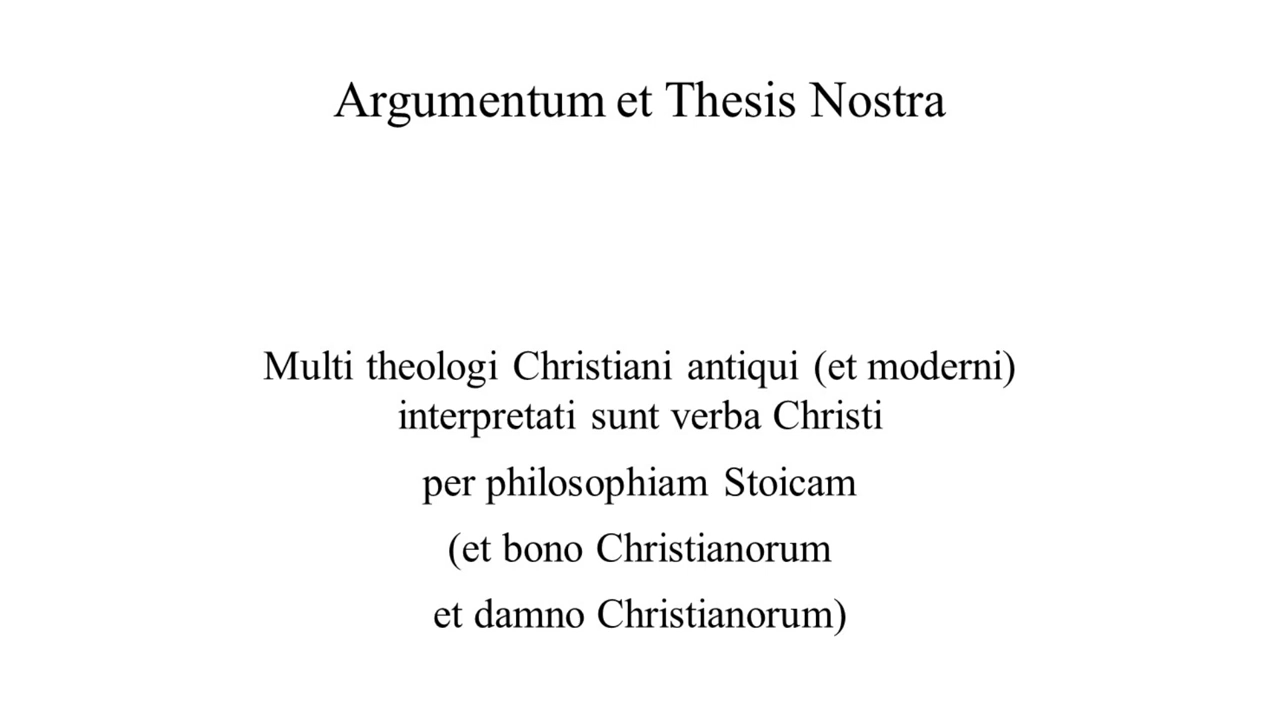 Argumentum et Thesis Nostra
Multi theologi Christiani antiqui (et moderni)
interpretati sunt verba Christi
per philosophiam Stoicam
(et bono Christianorum
et damno Christianorum)